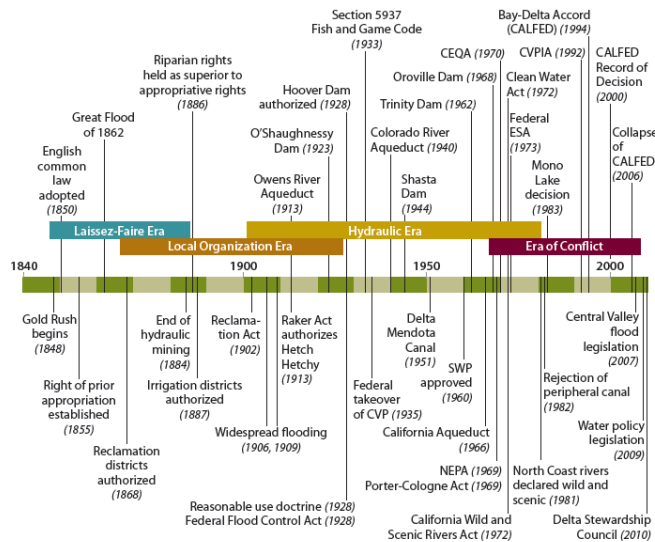 Section 5937
Fish and Game Code
(1933)
Bay-Delta Accord
(CALFED) (1994)
Riparian rights
held as superior to
appropriative rights
(1886)
CEQA (1970)
CVPIA (1992)
CALFED
Record of
Decision
(2000)
Hoover Dam
authorized (1928)
Oroville Dam (1968)
Clean Water
Act (1972)
Great Flood
of 1862
Trinity Dam (1962)
O'Shaughnessy
Dam (1923)
Colorado River
Aqueduct (1940)
Federal
ESA
(1973)
Collapse
of
CALFED
(2006)
English
common
law
adopted
(1850)
Owens River
Aqueduct
(1913)
Shasta
Dam
(1944)
Mono
Lake
decision
(1983)
Laissez-Faire Era
Hydraulic Era
Local Organization Era
Era of Conflict
1840
1900
1950
2000
Gold Rush
begins
(1848)
End of
hydraulic
mining
(1884)
Reclama-
tion Act
(1902)
Raker Act
authorizes
Hetch
Hetchy
(1913)
Delta
Mendota
Canal
(1951)
Central Valley
flood
legislation
(2007)
Right of prior
appropriation
established
(1855)
Irrigation districts
authorized
(1887)
Federal
takeover
of CVP (1935)
SWP
approved
(1960)
Rejection of
peripheral canal
(1982)
Widespread flooding
(1906, 1909)
California Aqueduct
(1966)
Water policy
legislation
(2009)
Reclamation
districts
authorized
(1868)
NEPA (1969)
Porter-Cologne Act (1969)
North Coast rivers
declared wild and
scenic (1981)
Reasonable use doctrine (1928)
Federal Flood Control Act (1928)
California Wild and
Scenic Rivers Act
(1972)
Delta Stewardship
Council (2010)